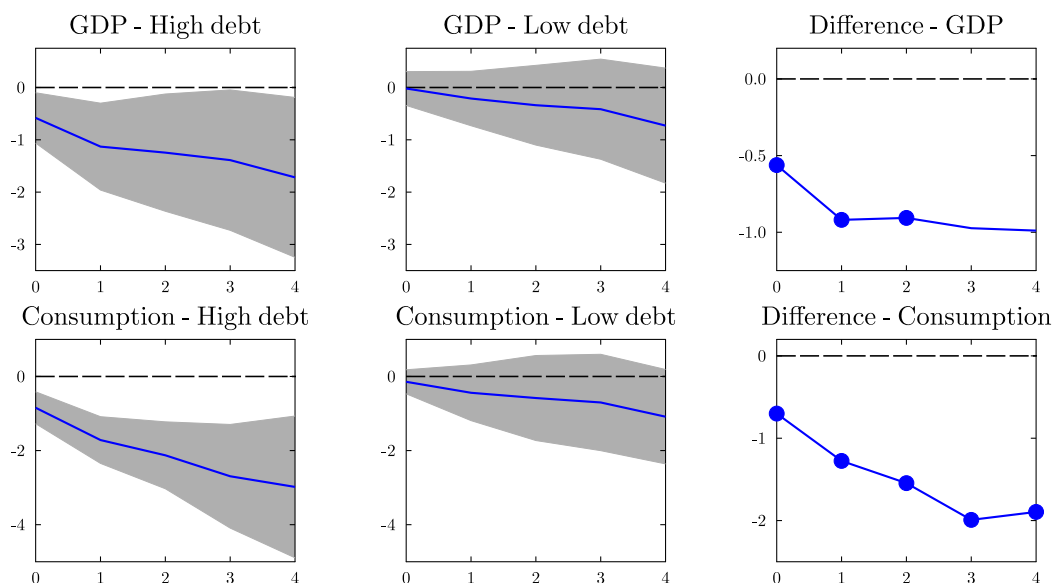 GDP - High debt
GDP - Low debt
Difference - GDP
0
-1
-2
-3
0 1 2 3 4
0
-1
-2
-3
0 1 2 3 4
0.0
-0.5
-1.0
0 1 2 3 4
Consumption - High debt
Consumption - Low debt
Difference - Consumption
0
-2
-4
0 1 2 3 4
0
-2
-4
0 1 2 3 4
0
-1
-2
0 1 2 3 4